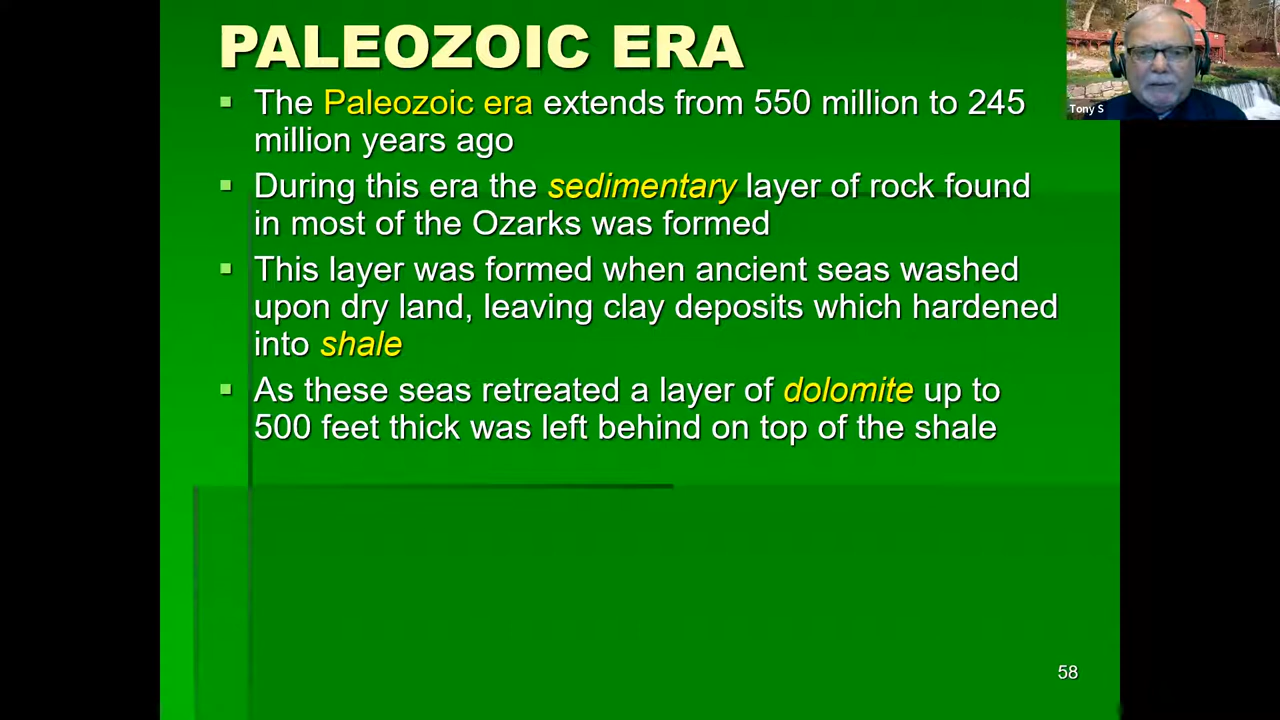 PALEOZOIC ERA
The Paleozoic era extends from 550 million to 245
million years ago
During this era the sedimentary layer of rock found
in most of the Ozarks was formed
This layer was formed when ancient seas washed
upon dry land, leaving clay deposits which hardened
into shale
As these seas retreated a layer of dolomite up to
500 feet thick was left behind on top of the shale
58
Tony S